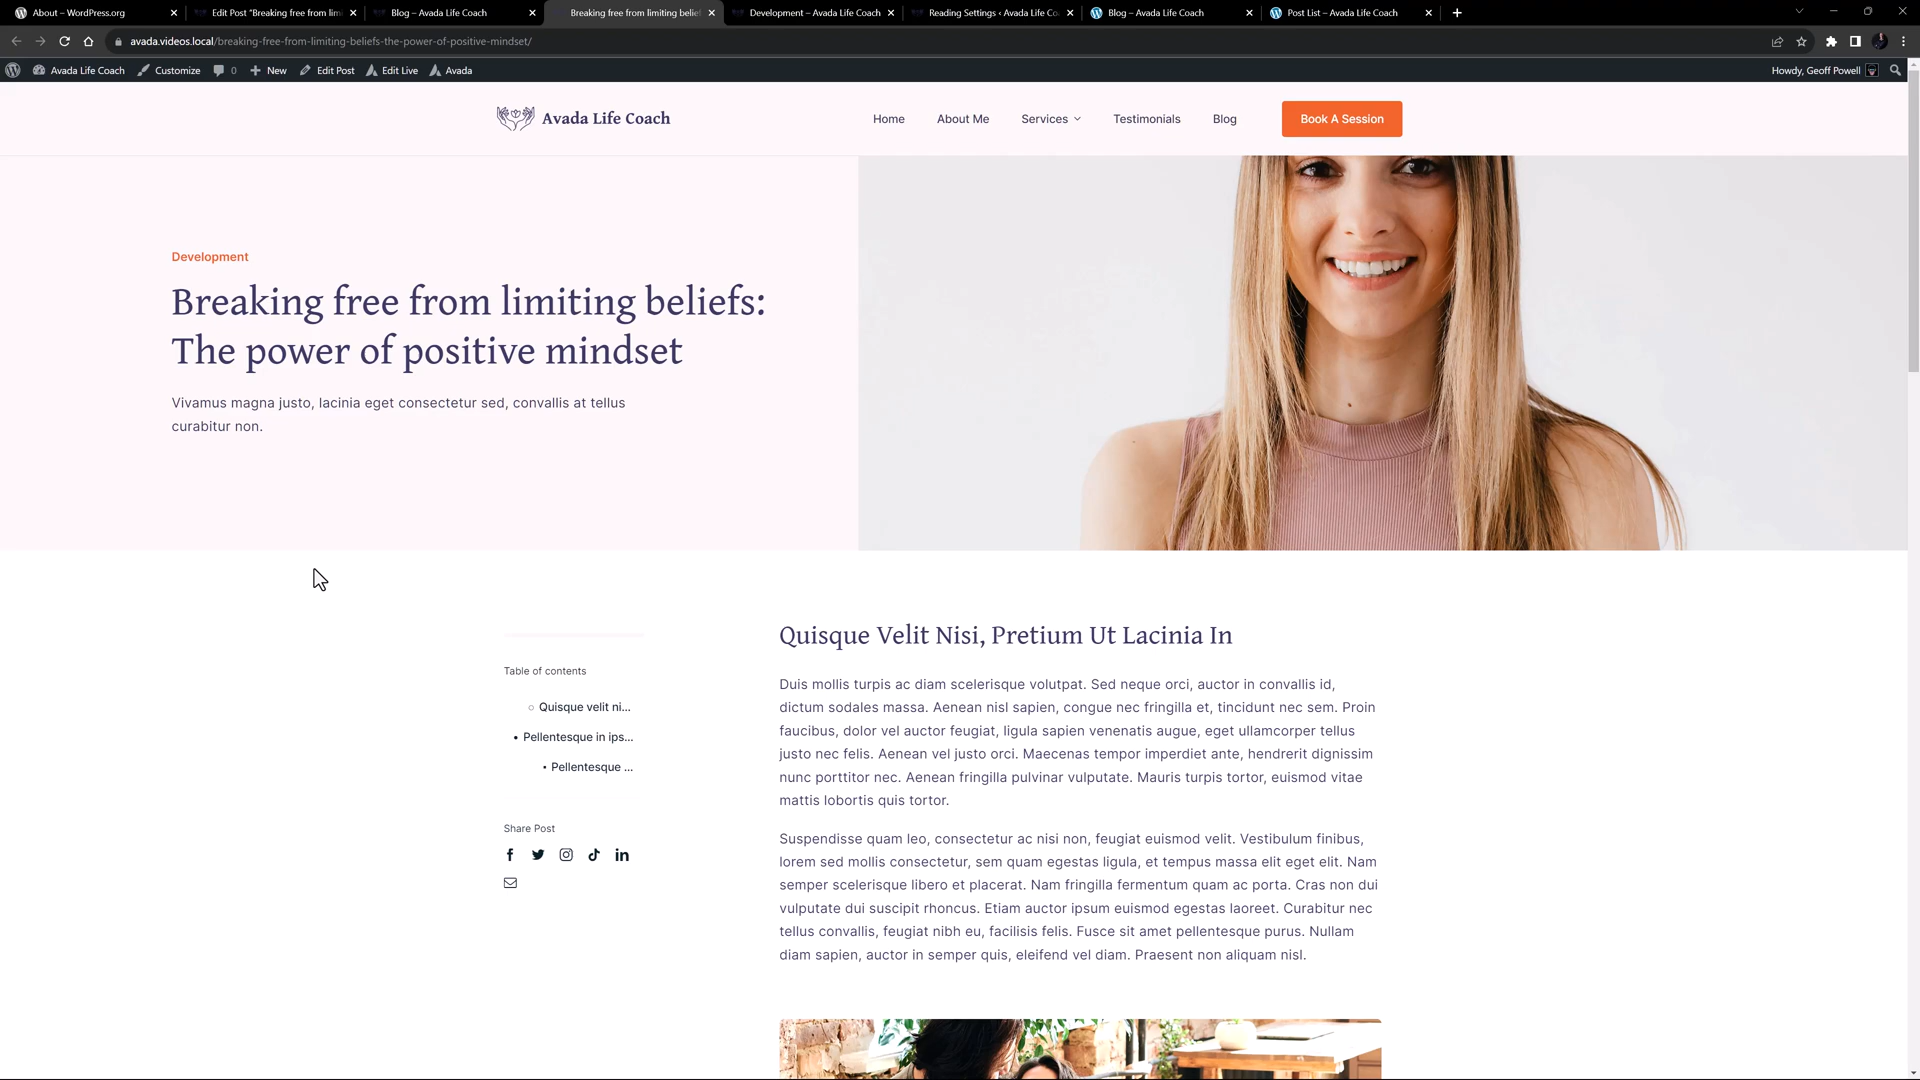 About – WordPress.org
Edit Post "Breaking free from lim
Blog – Avada Life Coach
Breaking free from limiting belief
Development – Avada Life Coach
Reading Settings ‹ Avada Life Co
Blog – Avada Life Coach
Post List – Avada Life Coach
avada.videos.local/breaking-free-from-limiting-beliefs-the-power-of-positive-mindset/
Avada Life Coach
Customize
0
New
Edit Post
Edit Live
Avada
Howdy, Geoff Powell
Avada Life Coach
Home
About Me
Services
Testimonials
Blog
Book A Session
Development
Breaking free from limiting beliefs:
The power of positive mindset
Vivamus magna justo, lacinia eget consectetur sed, convallis at tellus
curabitur non.
Table of contents
Quisque velit ni...
Pellentesque in ips...
Pellentesque ...
Share Post
Quisque Velit Nisi, Pretium Ut Lacinia In
Duis mollis turpis ac diam scelerisque volutpat. Sed neque orci, auctor in convallis id,
dictum sodales massa. Aenean nisl sapien, congue nec fringilla et, tincidunt nec sem. Proin
faucibus, dolor vel auctor feugiat, ligula sapien venenatis augue, eget ullamcorper tellus
justo nec felis. Aenean vel justo orci. Maecenas tempor imperdiet ante, hendrerit dignissim
nunc porttitor nec. Aenean fringilla pulvinar vulputate. Mauris turpis tortor, euismod vitae
mattis lobortis quis tortor.
Suspendisse quam leo, consectetur ac nisi non, feugiat euismod velit. Vestibulum finibus,
lorem sed mollis consectetur, sem quam egestas ligula, et tempus massa elit eget elit. Nam
semper scelerisque libero et placerat. Nam fringilla fermentum quam ac porta. Cras non dui
vulputate dui suscipit rhoncus. Etiam auctor ipsum euismod egestas laoreet. Curabitur nec
tellus convallis, feugiat nibh eu, facilisis felis. Fusce sit amet pellentesque purus. Nullam
diam sapien, auctor in semper quis, eleifend vel diam. Praesent non aliquam nisl.